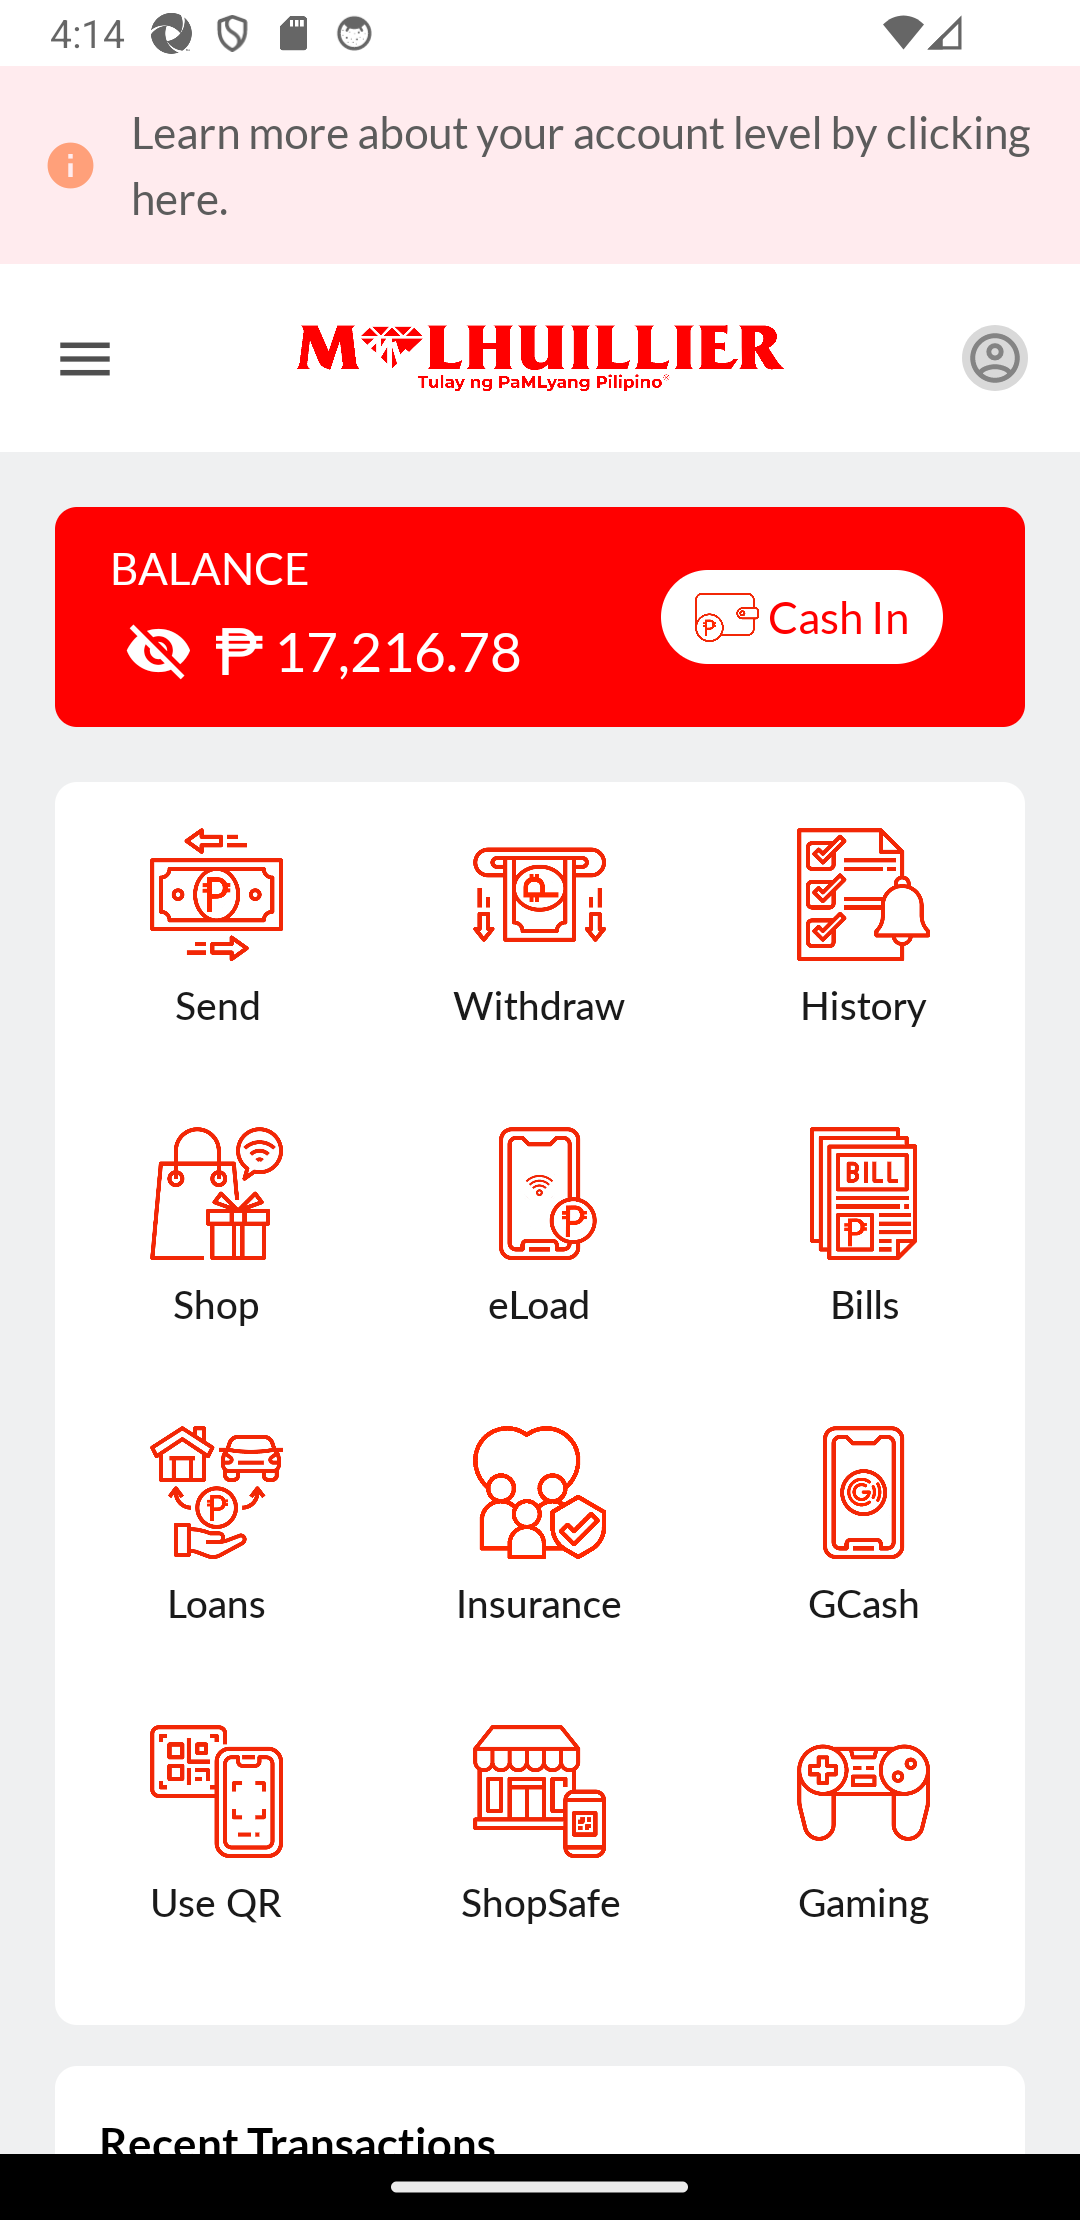 4:14
Learn more about your account level by clicking
here.
M LHUILLIER
Tulay ng PaMLyang Pilipino
BALANCE
₱ 17,216.78
Cash In
Send
Withdraw
History
Shop
eLoad
BILL
Bills
Loans
Insurance
GCash
Use QR
ShopSafe
Gaming
Recent Transactions